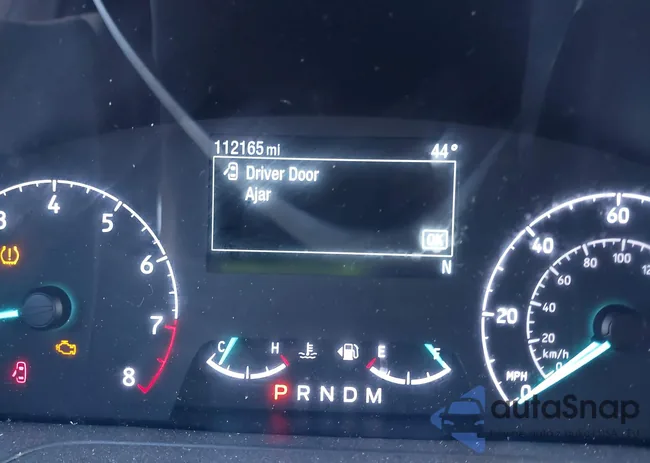 112165 mi 44°
Driver Door
Ajar
OK
N
3 4 5 6 7 8
20 40 60
20 40 60 80 100
MPH
km/h
0
C H E F
P R N D M
autaSnap